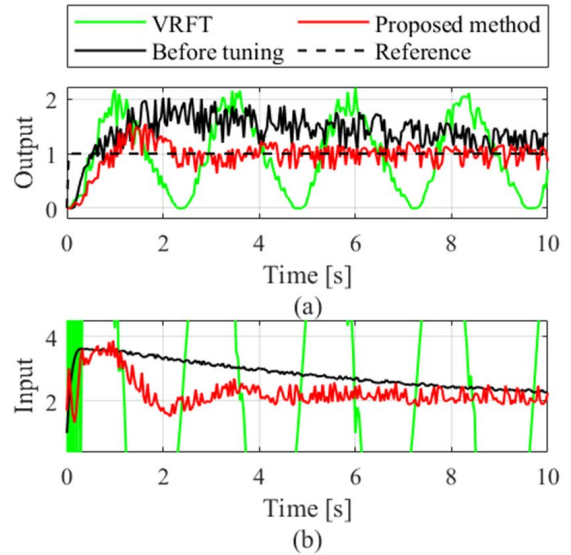 VRFT Proposed method
Before tuning Reference
2
1
0
Output
0 2 4 6 8 10
Time [s]
(a)
4
2
Input
0 2 4 6 8 10
Time [s]
(b)